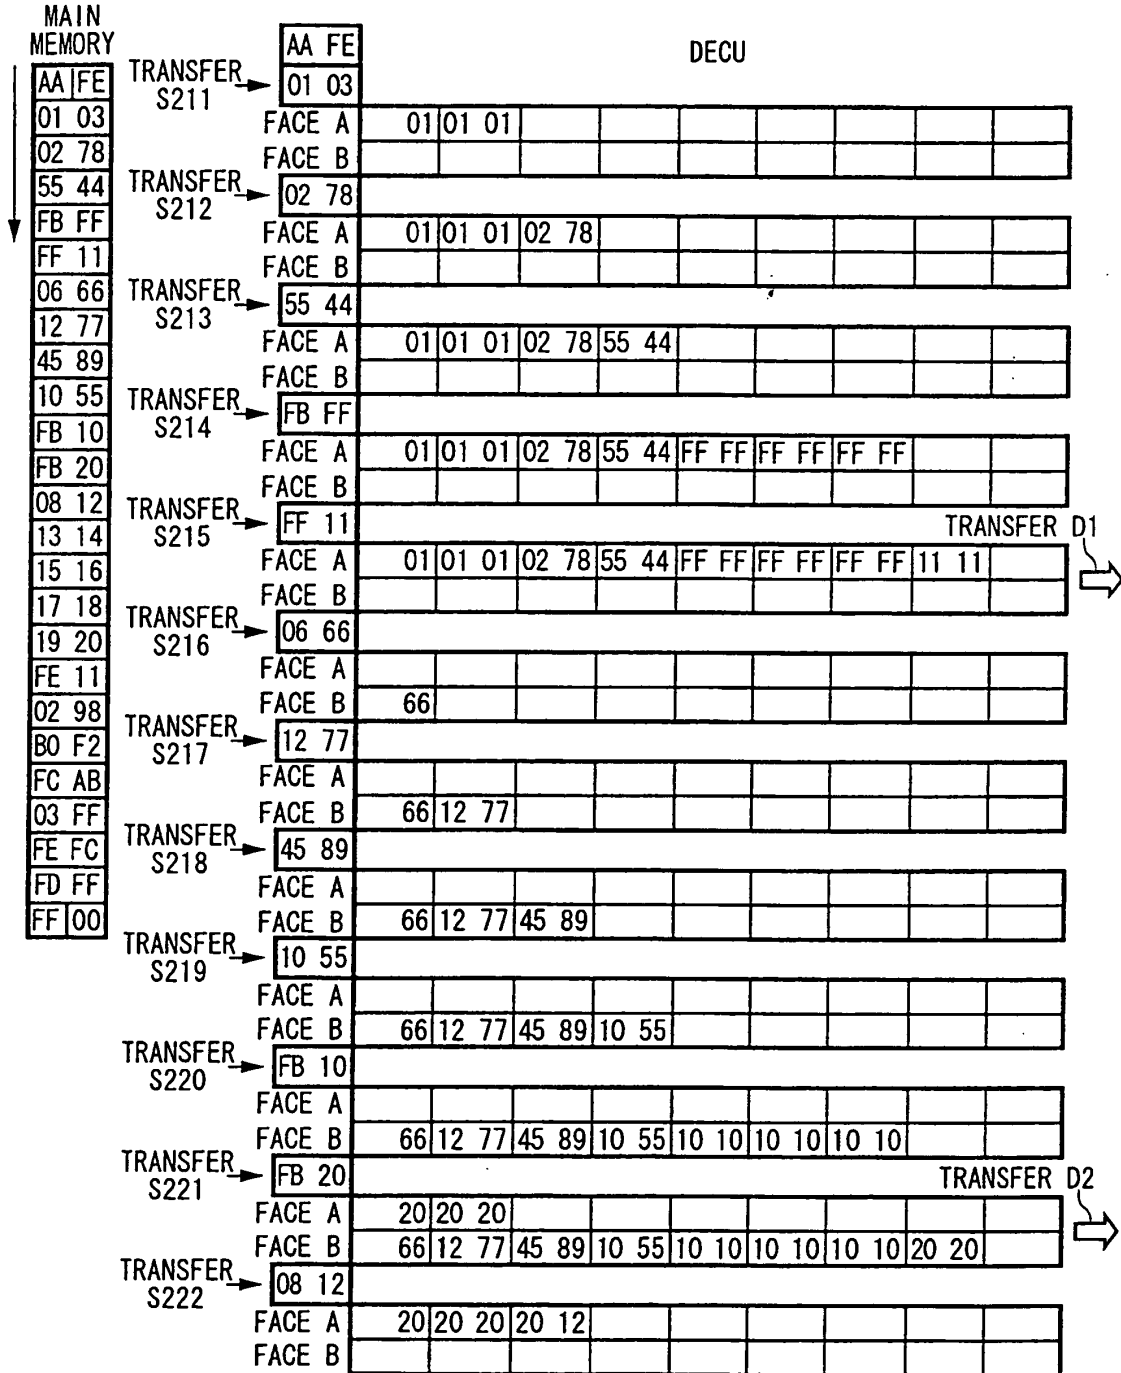 MAIN
MEMORY
AA FE
01 03
02 78
55 44
FB FF
FF 11
06 66
12 77
45 89
10 55
FB 10
FB 20
08 12
13 14
15 16
17 18
19 20
FE 11
02 98
B0 F2
FC AB
03 FF
FE FC
FD FF
FF 00
DECU
AA FE
TRANSFER S211
01 03
FACE A 01 01 01
FACE B
TRANSFER S212
02 78
FACE A 01 01 01 02 78
FACE B
TRANSFER S213
55 44
FACE A 01 01 01 02 78 55 44
FACE B
TRANSFER S214
FB FF
FACE A 01 01 01 02 78 55 44 FF FF FF FF FF FF
FACE B
TRANSFER S215
FF 11
TRANSFER D1
FACE A 01 01 01 02 78 55 44 FF FF FF FF FF FF 11 11
FACE B
TRANSFER S216
06 66
FACE A
FACE B 66
TRANSFER S217
12 77
FACE A
FACE B 66 12 77
TRANSFER S218
45 89
FACE A
FACE B 66 12 77 45 89
TRANSFER S219
10 55
FACE A
FACE B 66 12 77 45 89 10 55
TRANSFER S220
FB 10
FACE A
FACE B 66 12 77 45 89 10 55 10 10 10 10 10 10
TRANSFER S221
FB 20
TRANSFER D2
FACE A 20 20 20
FACE B 66 12 77 45 89 10 55 10 10 10 10 10 10 20 20
TRANSFER S222
08 12
FACE A 20 20 20 20 12
FACE B